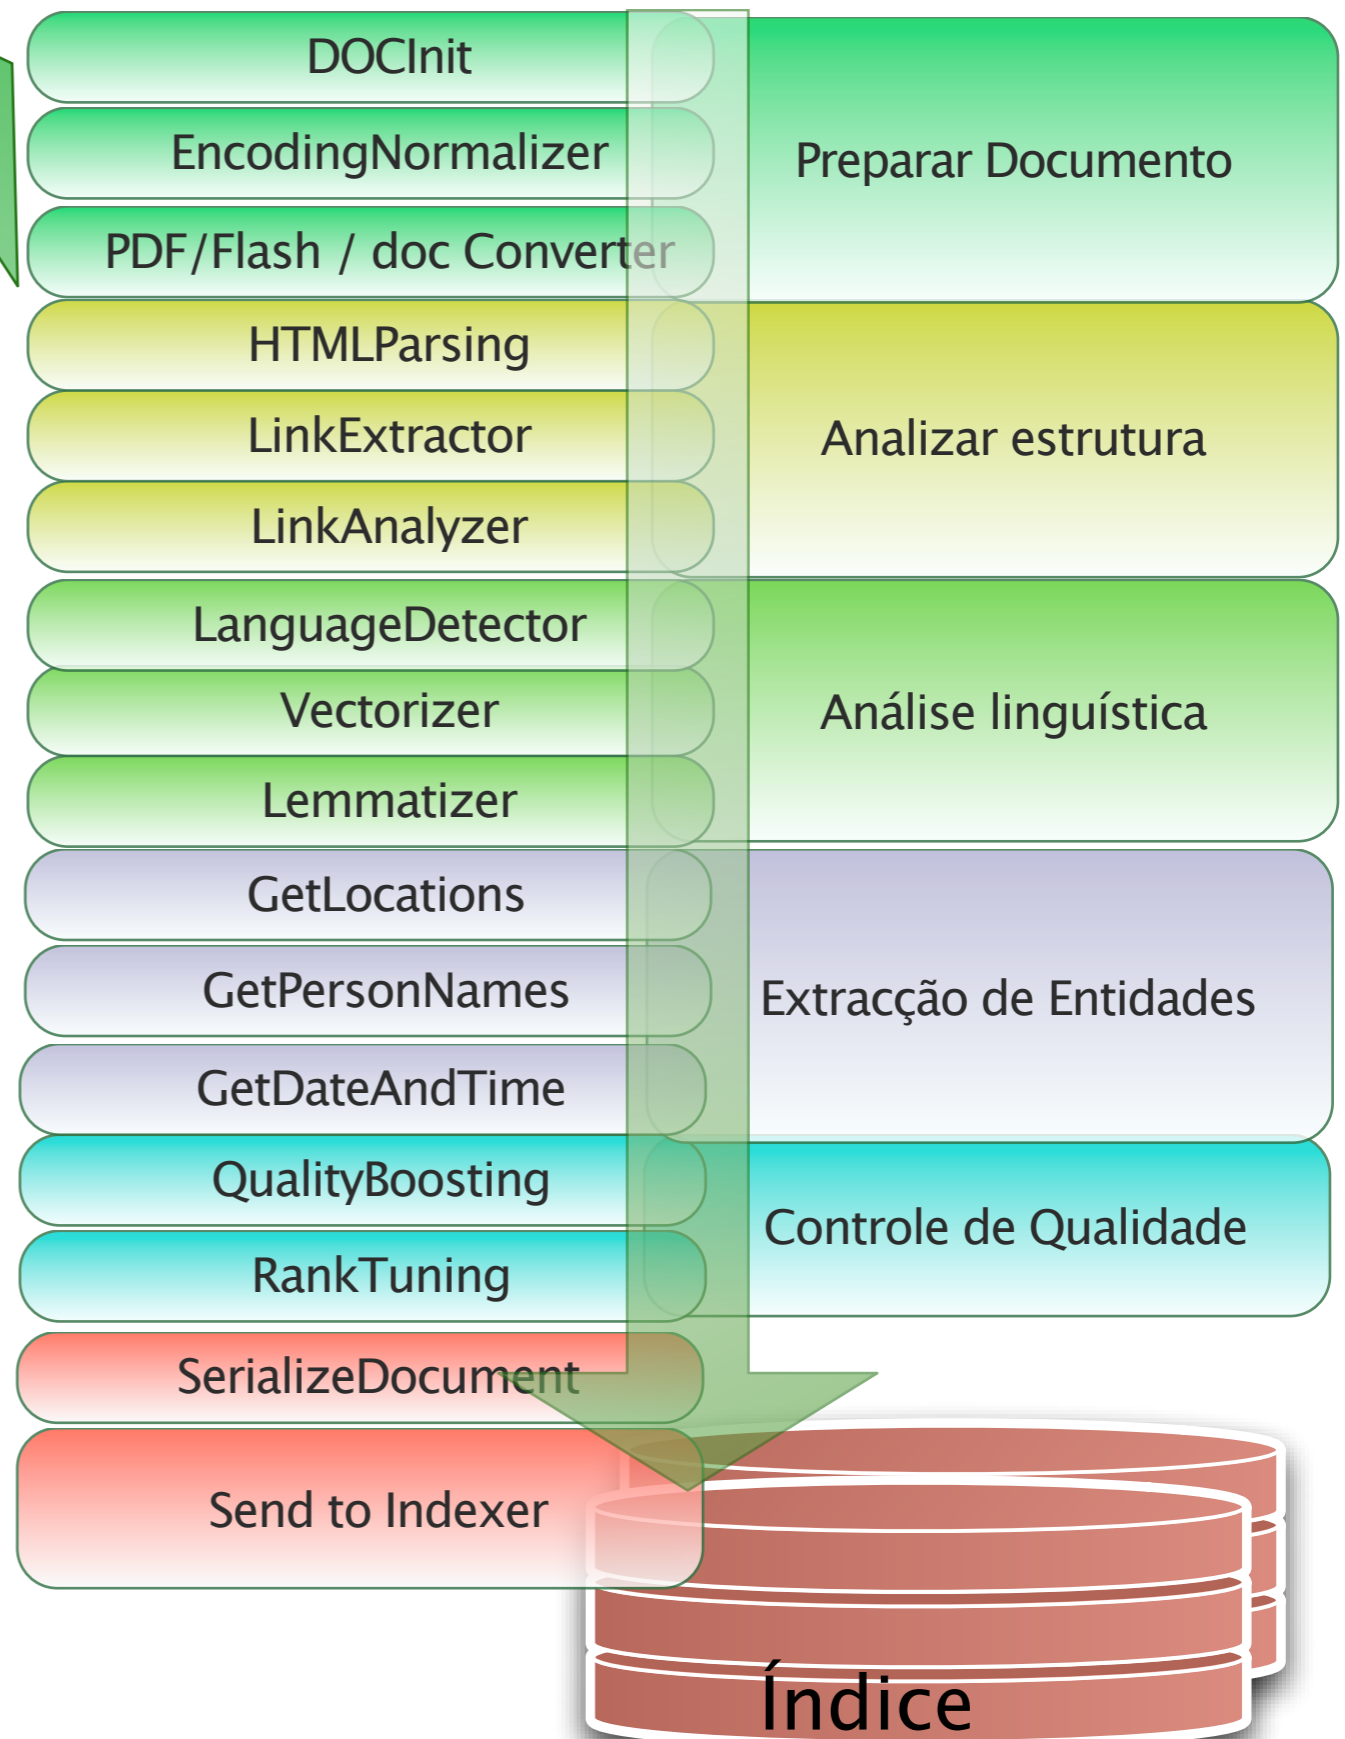 DOCInit
EncodingNormalizer
PDF/Flash / doc Converter
Preparar Documento
HTMLParsing
LinkExtractor
LinkAnalyzer
Analizar estrutura
LanguageDetector
Vectorizer
Lemmatizer
Análise linguística
GetLocations
GetPersonNames
GetDateAndTime
Extracção de Entidades
QualityBoosting
RankTuning
Controle de Qualidade
SerializeDocument
Send to Indexer
Índice